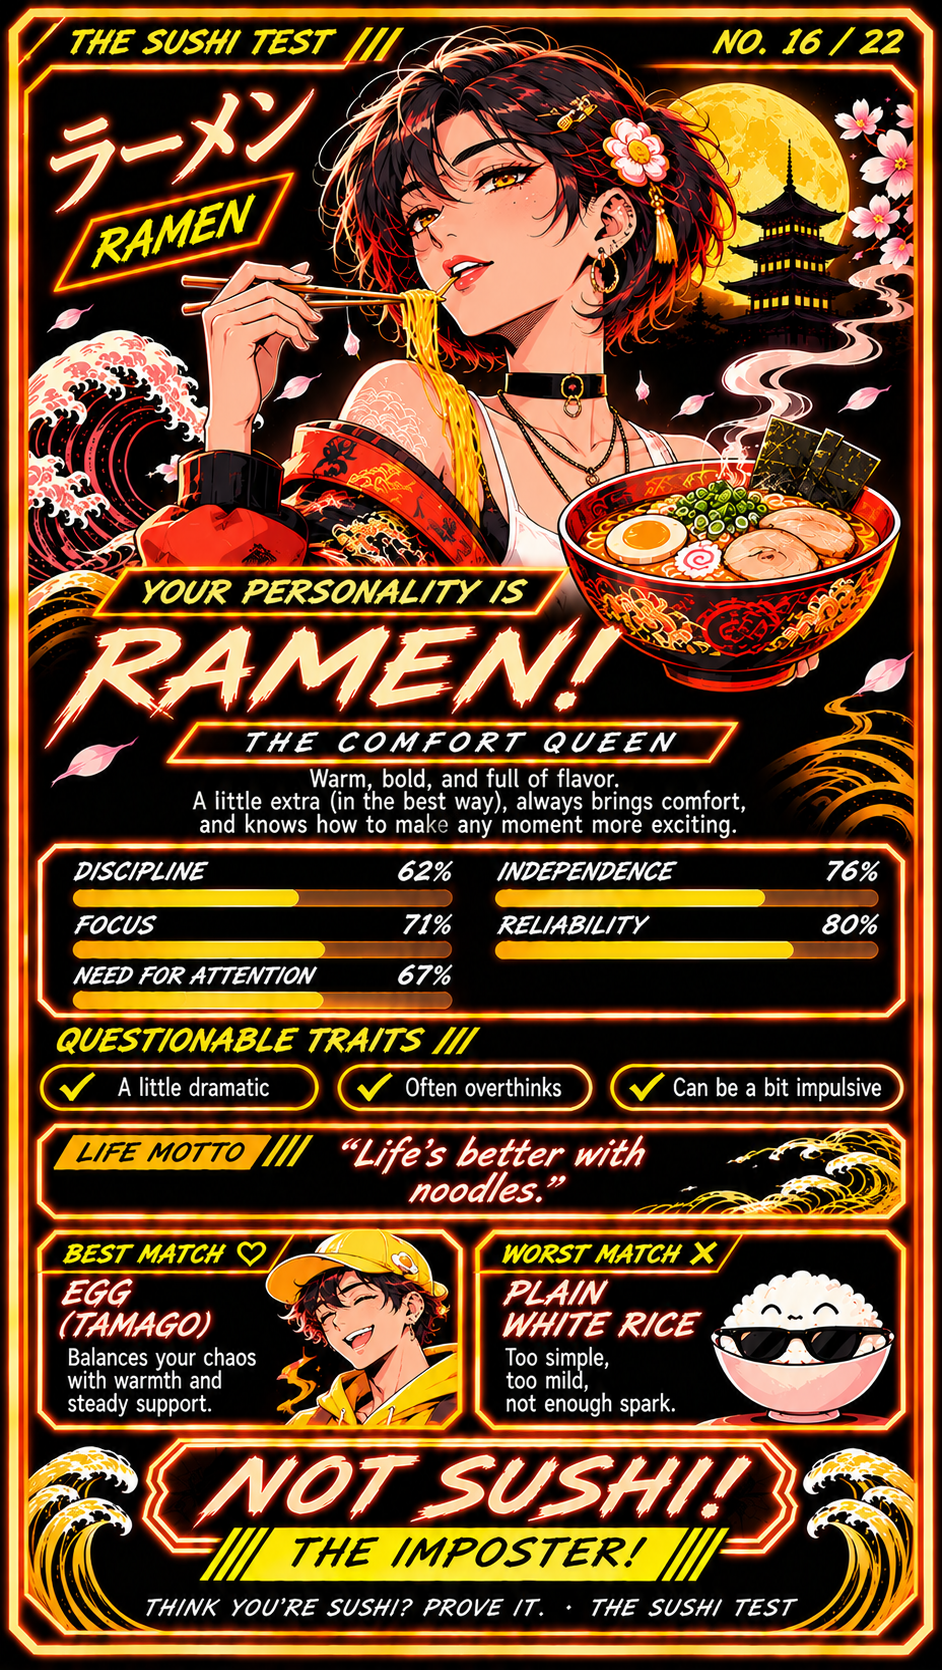 THE SUSHI TEST
NO. 16 / 22
ラーメン
RAMEN
YOUR PERSONALITY IS
RAMEN!
THE COMFORT QUEEN
Warm, bold, and full of flavor.
A little extra (in the best way), always brings comfort,
and knows how to make any moment more exciting.
DISCIPLINE 62%
INDEPENDENCE 76%
FOCUS 71%
RELIABILITY 80%
NEED FOR ATTENTION 67%
QUESTIONABLE TRAITS
A little dramatic
Often overthinks
Can be a bit impulsive
LIFE MOTTO
“Life’s better with
noodles.”
BEST MATCH
EGG
(TAMAGO)
Balances your chaos
with warmth and
steady support.
WORST MATCH
PLAIN
WHITE RICE
Too simple,
too mild,
not enough spark.
NOT SUSHI!
THE IMPOSTER!
THINK YOU’RE SUSHI? PROVE IT. · THE SUSHI TEST